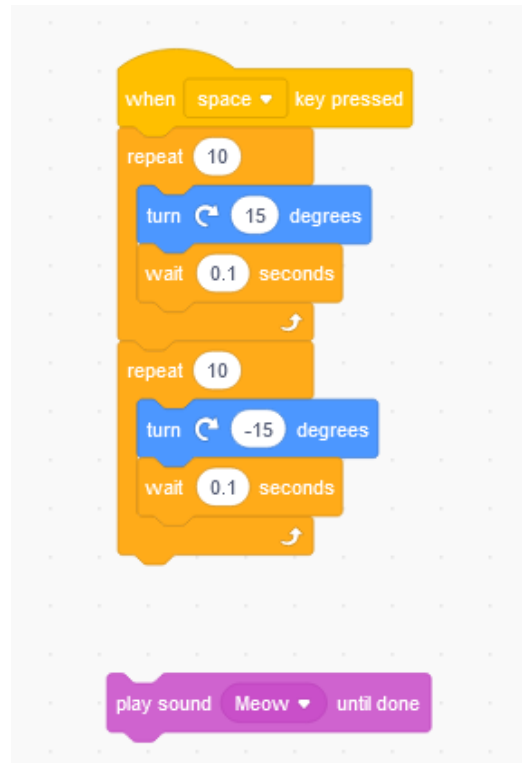 when space key pressed
repeat 10
turn 15 degrees
wait 0.1 seconds
repeat 10
turn -15 degrees
wait 0.1 seconds
play sound Meow until done